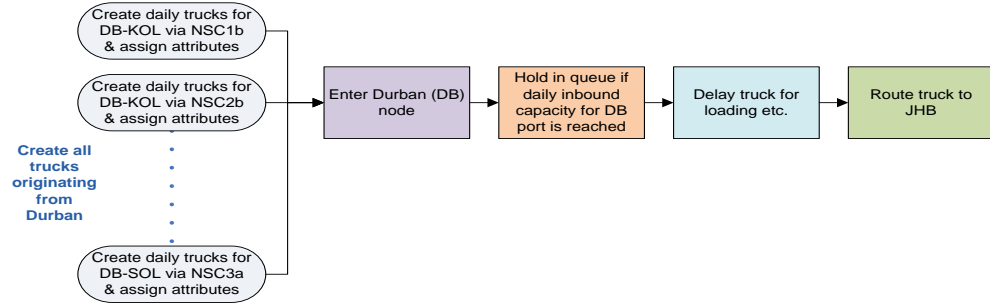 Create daily trucks for
DB-KOL via NSC1b
& assign attributes
Create daily trucks for
DB-KOL via NSC2b
& assign attributes
Create all
trucks
originating
from
Durban
Create daily trucks for
DB-SOL via NSC3a
& assign attributes
Enter Durban (DB)
node
Hold in queue if
daily inbound
capacity for DB
port is reached
Delay truck for
loading etc.
Route truck to
JHB